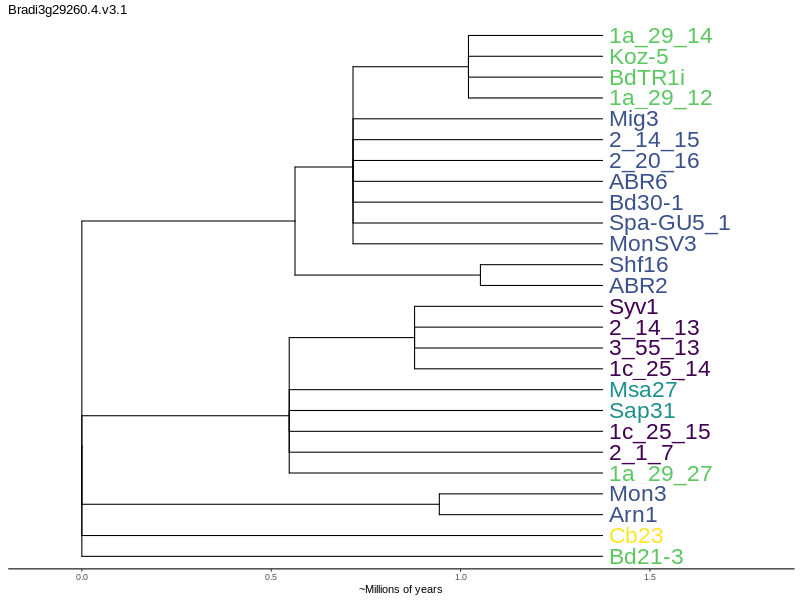 Bradi3g29260.4.v3.1
1a_29_14
Koz-5
BdTR1i
1a_29_12
Mig3
2_14_15
2_20_16
ABR6
Bd30-1
Spa-GU5_1
MonSV3
Shf16
ABR2
Syv1
2_14_13
3_55_13
1c_25_14
Msa27
Sap31
1c_25_15
2_1_7
1a_29_27
Mon3
Arn1
Cb23
Bd21-3
0.0 0.5 1.0 1.5
~Millions of years